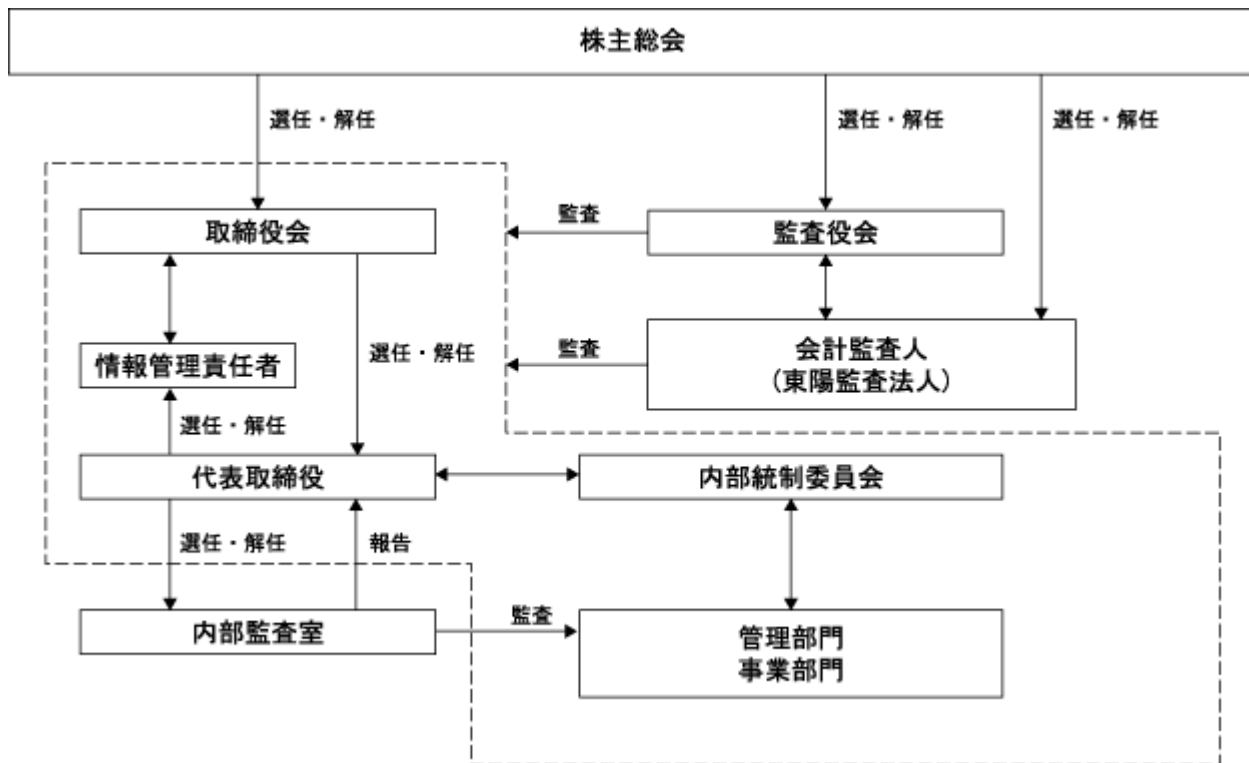 株主総会
選任・解任
選任・解任
選任・解任
取締役会
監査
監査役会
情報管理責任者
選任・解任
監査
会計監査人
(東陽監査法人)
選任・解任
代表取締役
内部統制委員会
選任・解任
報告
内部監査室
監査
管理部門
事業部門